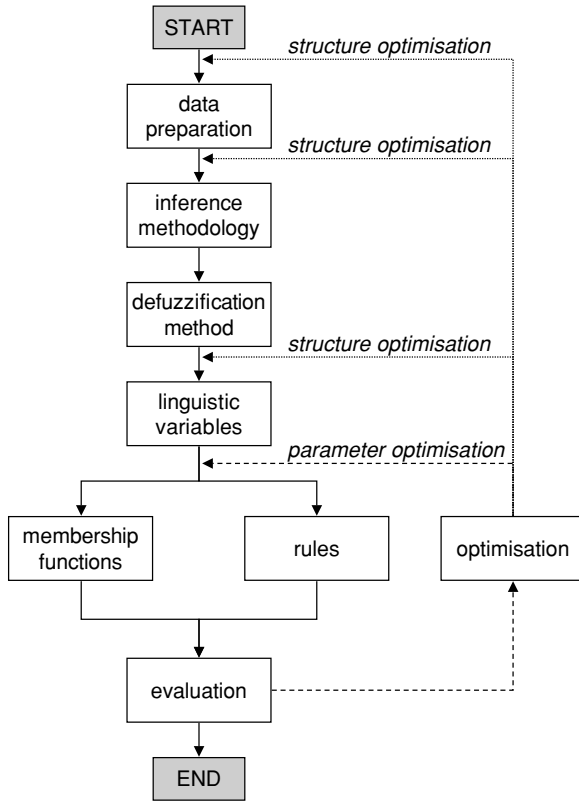 START
structure optimisation
data
preparation
structure optimisation
inference
methodology
defuzzification
method
structure optimisation
linguistic
variables
parameter optimisation
membership
functions
rules
optimisation
evaluation
END